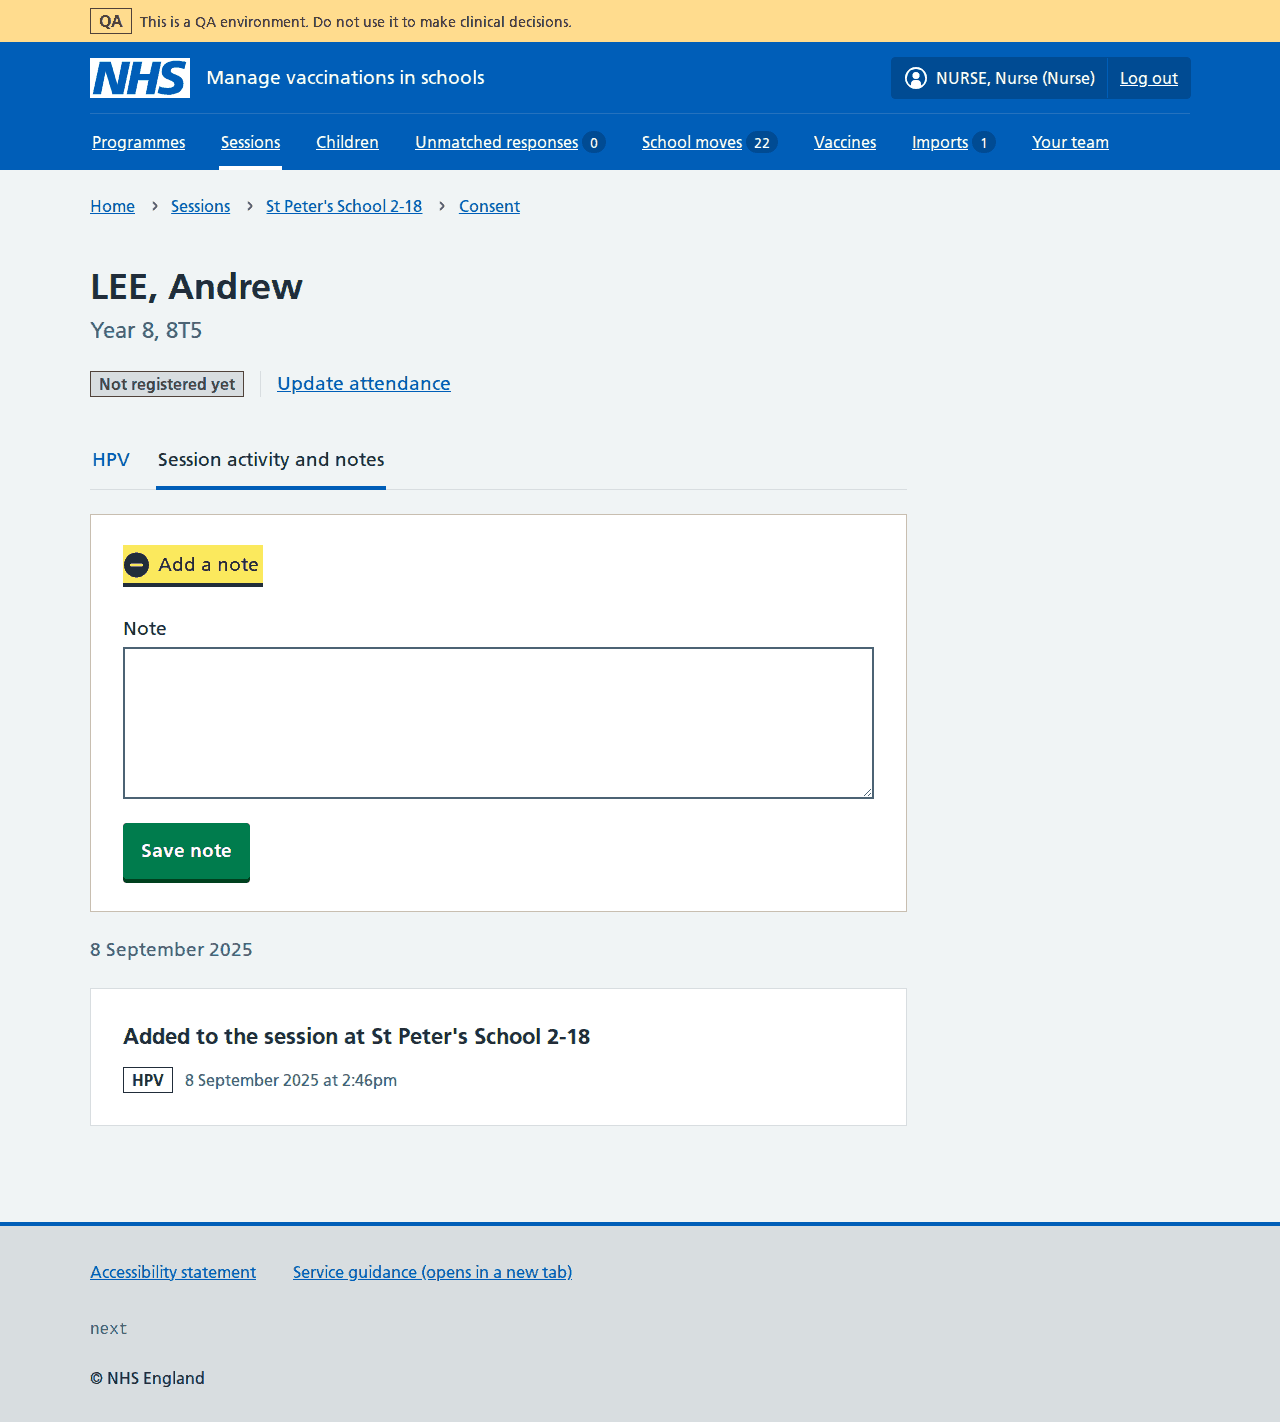 QA This is a QA environment. Do not use it to make clinical decisions.
NHS Manage vaccinations in schools NURSE, Nurse (Nurse) Log out
Programmes Sessions Children Unmatched responses 0 School moves 22 Vaccines Imports 1 Your team
Home Sessions St Peter's School 2-18 Consent
LEE, Andrew
Year 8, 8T5
Not registered yet Update attendance
HPV Session activity and notes
Add a note
Note
Save note
8 September 2025
Added to the session at St Peter's School 2-18
HPV 8 September 2025 at 2:46pm
Accessibility statement Service guidance (opens in a new tab)
next
© NHS England